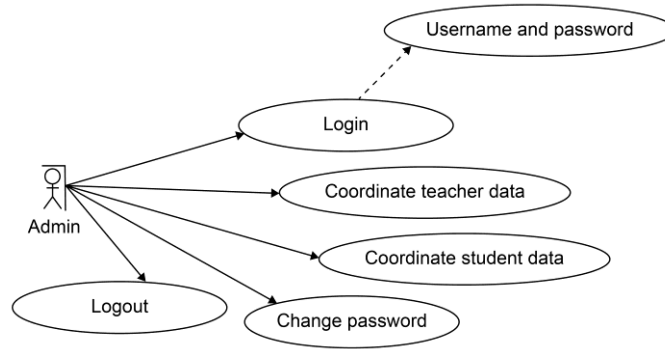 Username and password
Login
Coordinate teacher data
Admin
Coordinate student data
Logout
Change password